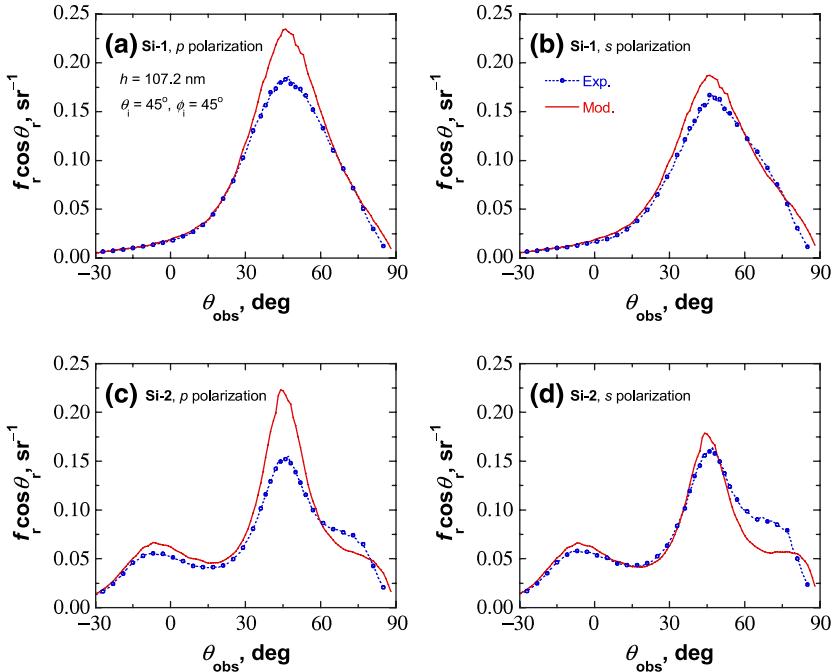 0.25
0.20
0.15
0.10
0.05
0.00
f_r cosθ_r, sr⁻¹
(a) Si-1, p polarization
h = 107.2 nm
θ_i = 45°, ϕ_i = 45°
−30 0 30 60 90
θ_obs, deg
0.25
0.20
0.15
0.10
0.05
0.00
f_r cosθ_r, sr⁻¹
(b) Si-1, s polarization
Exp.
Mod.
−30 0 30 60 90
θ_obs, deg
0.25
0.20
0.15
0.10
0.05
0.00
f_r cosθ_r, sr⁻¹
(c) Si-2, p polarization
−30 0 30 60 90
θ_obs, deg
0.25
0.20
0.15
0.10
0.05
0.00
f_r cosθ_r, sr⁻¹
(d) Si-2, s polarization
−30 0 30 60 90
θ_obs, deg